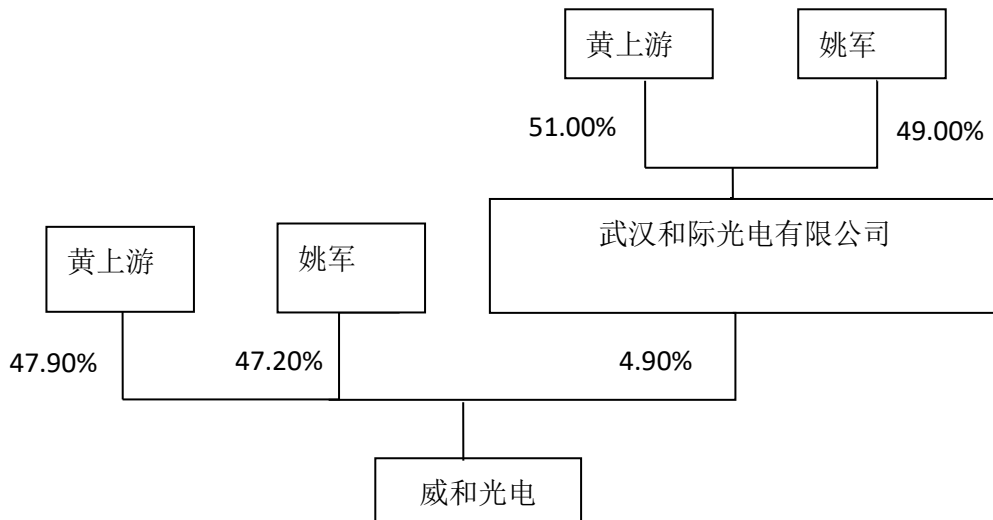 黄上游
姚军
51.00%
49.00%
武汉和际光电有限公司
黄上游
姚军
47.90%
47.20%
4.90%
威和光电